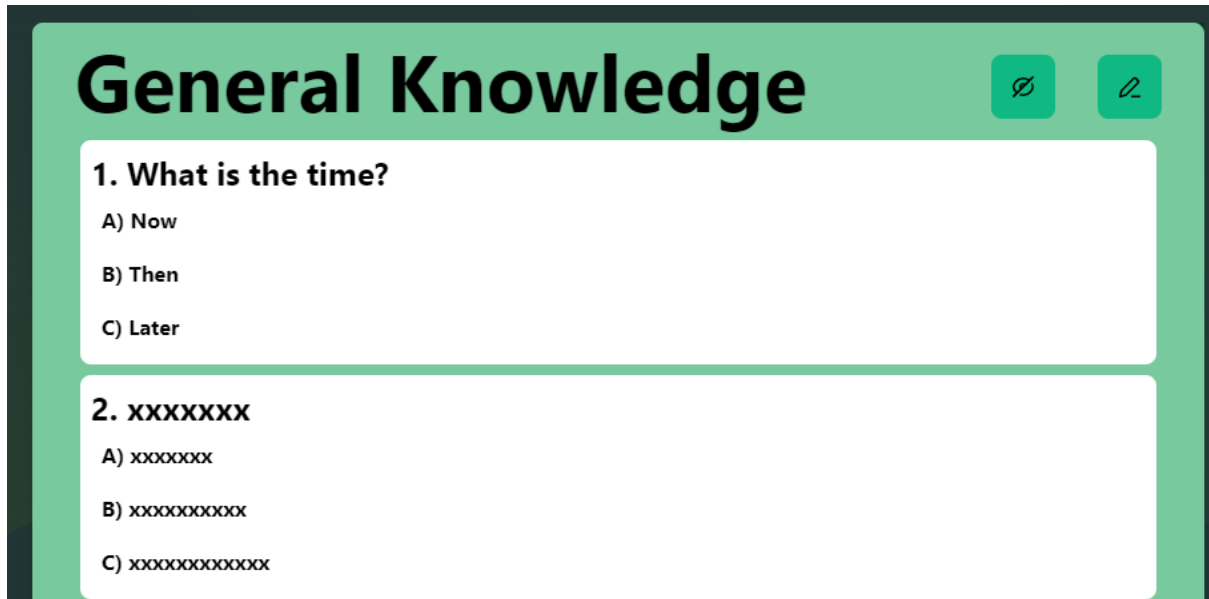 General Knowledge
1. What is the time?
A) Now
B) Then
C) Later
2. xxxxxxx
A) xxxxxxx
B) xxxxxxxxxx
C) xxxxxxxxxxxx